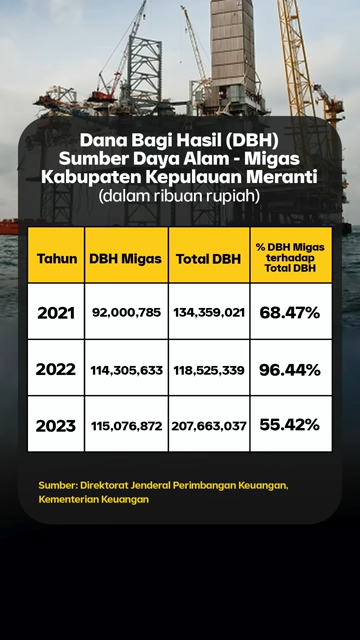 Dana Bagi Hasil (DBH)
Sumber Daya Alam - Migas
Kabupaten Kepulauan Meranti
(dalam ribuan rupiah)
Tahun DBH Migas Total DBH % DBH Migas terhadap Total DBH
2021 92,000,785 134,359,021 68.47%
2022 114,305,633 118,525,339 96.44%
2023 115,076,872 207,663,037 55.42%
Sumber: Direktorat Jenderal Perimbangan Keuangan,
Kementerian Keuangan